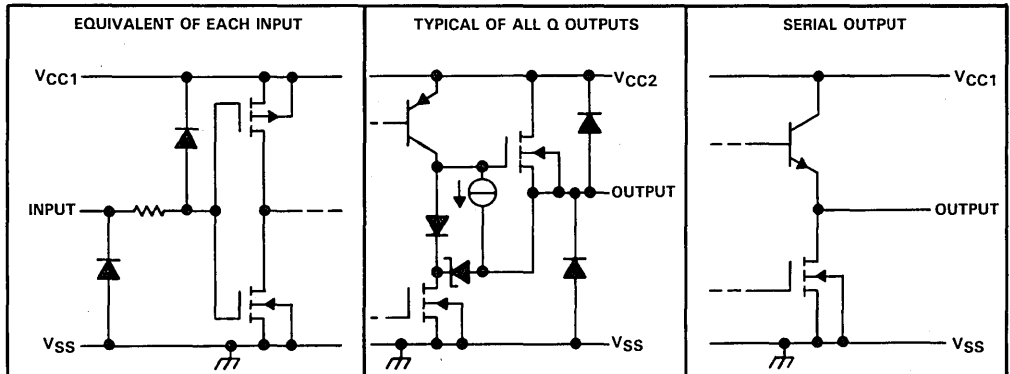 EQUIVALENT OF EACH INPUT
VCC1
INPUT
VSS
TYPICAL OF ALL Q OUTPUTS
VCC2
OUTPUT
VSS
SERIAL OUTPUT
VCC1
OUTPUT
VSS